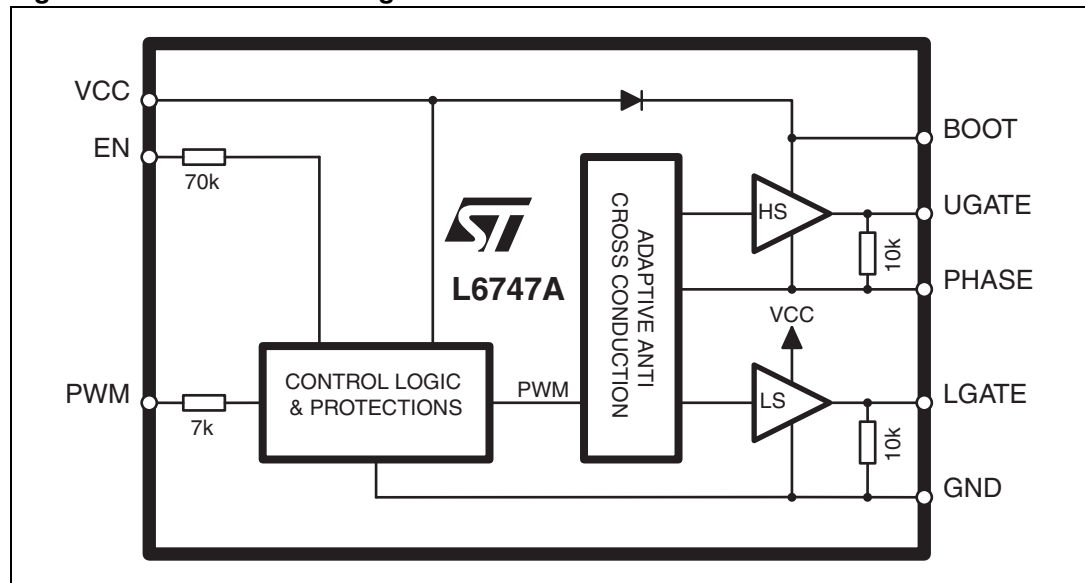 VCC
EN
70k
PWM
7k
ST
L6747A
CONTROL LOGIC
& PROTECTIONS
PWM
ADAPTIVE ANTI
CROSS CONDUCTION
HS
VCC
LS
10k
10k
BOOT
UGATE
PHASE
LGATE
GND